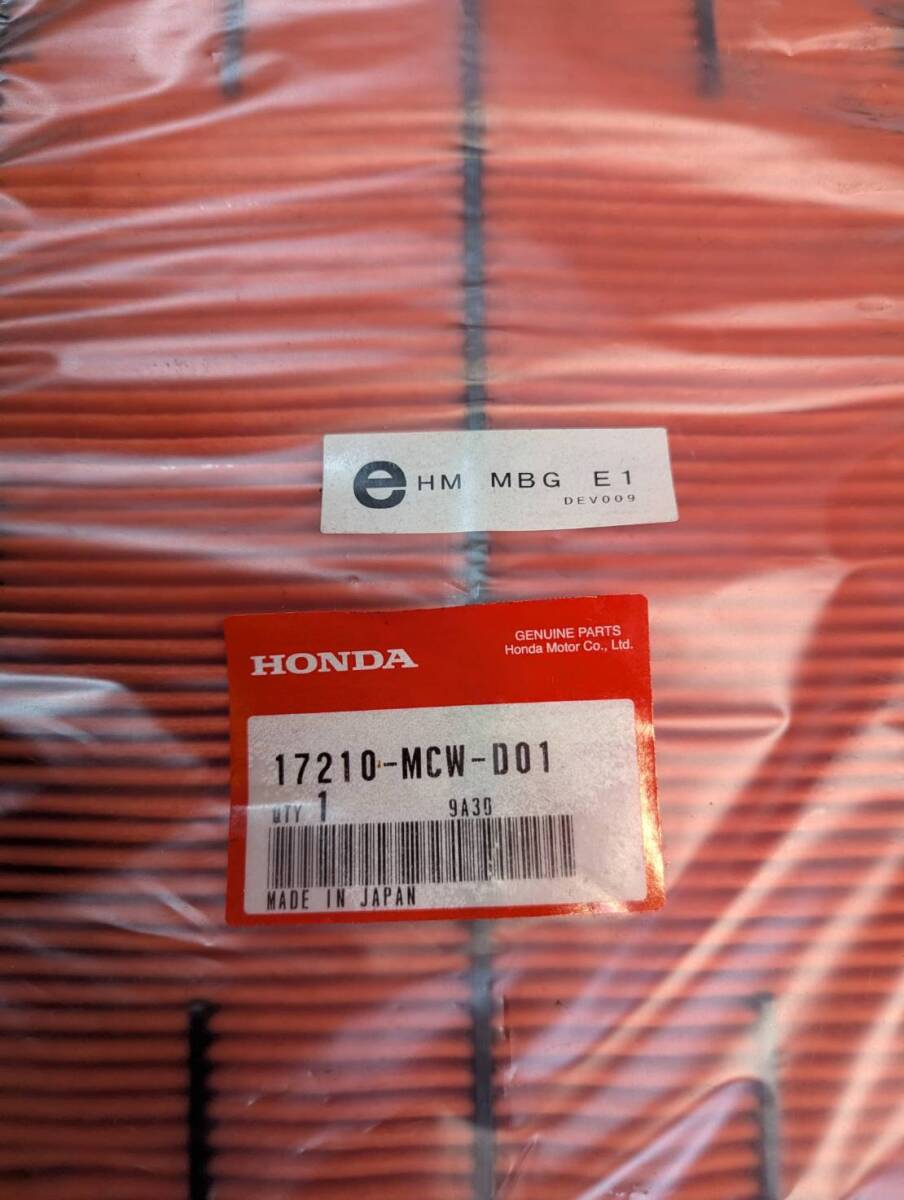 e HM MBG E1
DEV009
HONDA
GENUINE PARTS
Honda Motor Co., Ltd.
17210-MCW-D01
QTY 1 9A30
MADE IN JAPAN